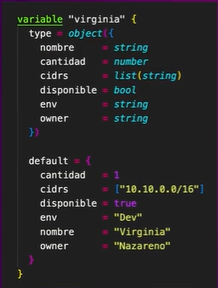 variable "virginia" {
type = object({
nombre = string
cantidad = number
cidrs = list(string)
disponible = bool
env = string
owner = string
})
default = {
cantidad = 1
cidrs = ["10.10.0.0/16"]
disponible = true
env = "Dev"
nombre = "Virginia"
owner = "Nazareno"
}
}